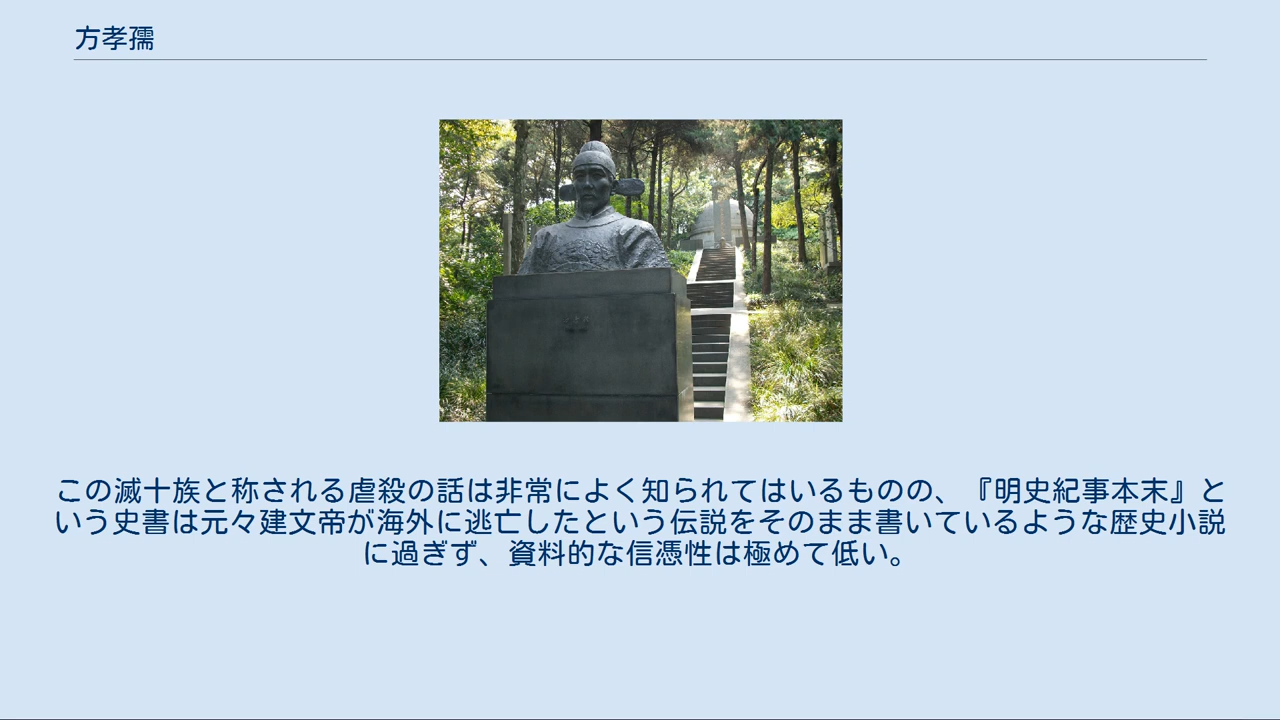 方孝孺
この滅十族と称される虐殺の話は非常によく知られてはいるものの、『明史紀事本末』と
いう史書は元々建文帝が海外に逃亡したという伝説をそのまま書いているような歴史小説
に過ぎず、資料的な信憑性は極めて低い。